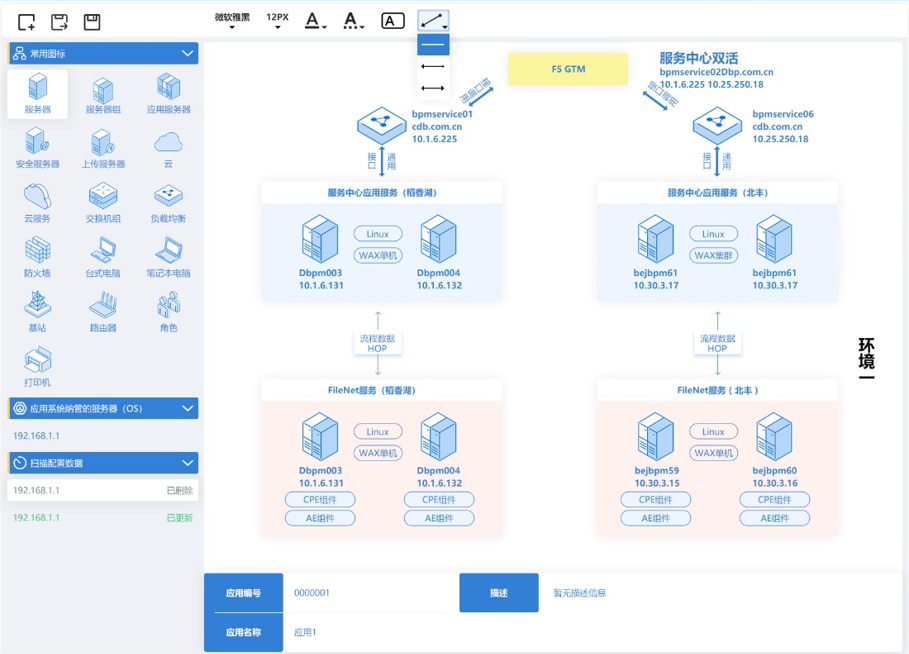 微软雅黑
12PX
A
A
A
常用图标
服务器
服务器组
应用服务器
安全服务器
上传服务器
云
云服务
交换机组
负载均衡
防火墙
台式电脑
笔记本电脑
基站
路由器
角色
打印机
应用系统纳管的服务器（OS）
192.168.1.1
扫描配置数据
192.168.1.1
已删除
192.168.1.1
已更新
F5 GTM
服务中心双活
bpmservice02Dbp.com.cn
10.1.6.225 10.25.250.18
bpmservice01
cdb.com.cn
10.1.6.225
bpmservice06
cdb.com.cn
10.25.250.18
接口
通用
接口
通用
服务中心应用服务（稻香湖）
Linux
WAX单机
Dbpm003
10.1.6.131
Dbpm004
10.1.6.132
服务中心应用服务（北丰）
Linux
WAX集群
bejbpm61
10.30.3.17
bejbpm61
10.30.3.17
流程数据
HOP
流程数据
HOP
环境一
FileNet服务（稻香湖）
Linux
WAX单机
Dbpm003
10.1.6.131
Dbpm004
10.1.6.132
CPE组件
CPE组件
AE组件
AE组件
FileNet服务（北丰）
Linux
WAX单机
bejbpm59
10.30.3.15
bejbpm60
10.30.3.16
CPE组件
CPE组件
AE组件
AE组件
应用编号
0000001
描述
暂无描述信息
应用名称
应用1